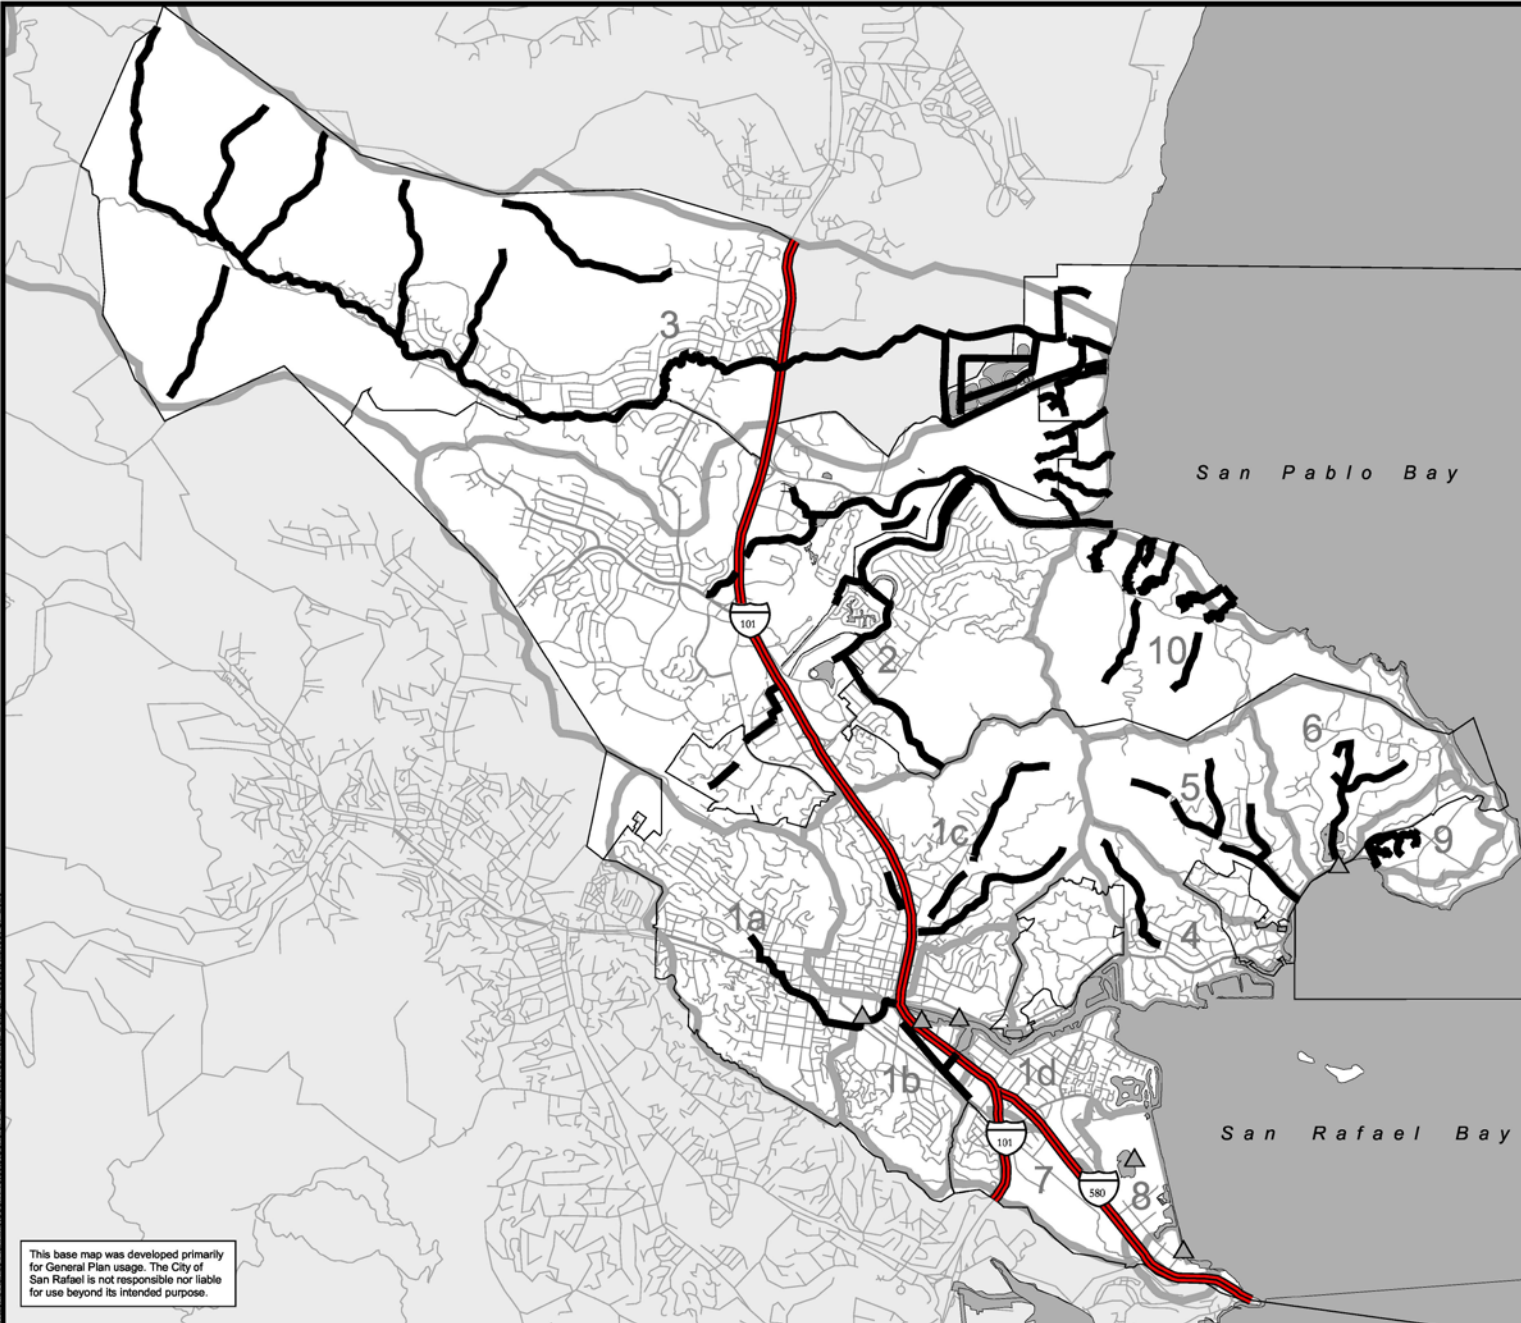 3
San Pablo Bay
101
2
10
6
5
1c
9
1a
4
1d
1b
San Rafael Bay
101
7
580
8
This base map was developed primarily
for General Plan usage. The City of
San Rafael is not responsible nor liable
for use beyond its intended purpose.